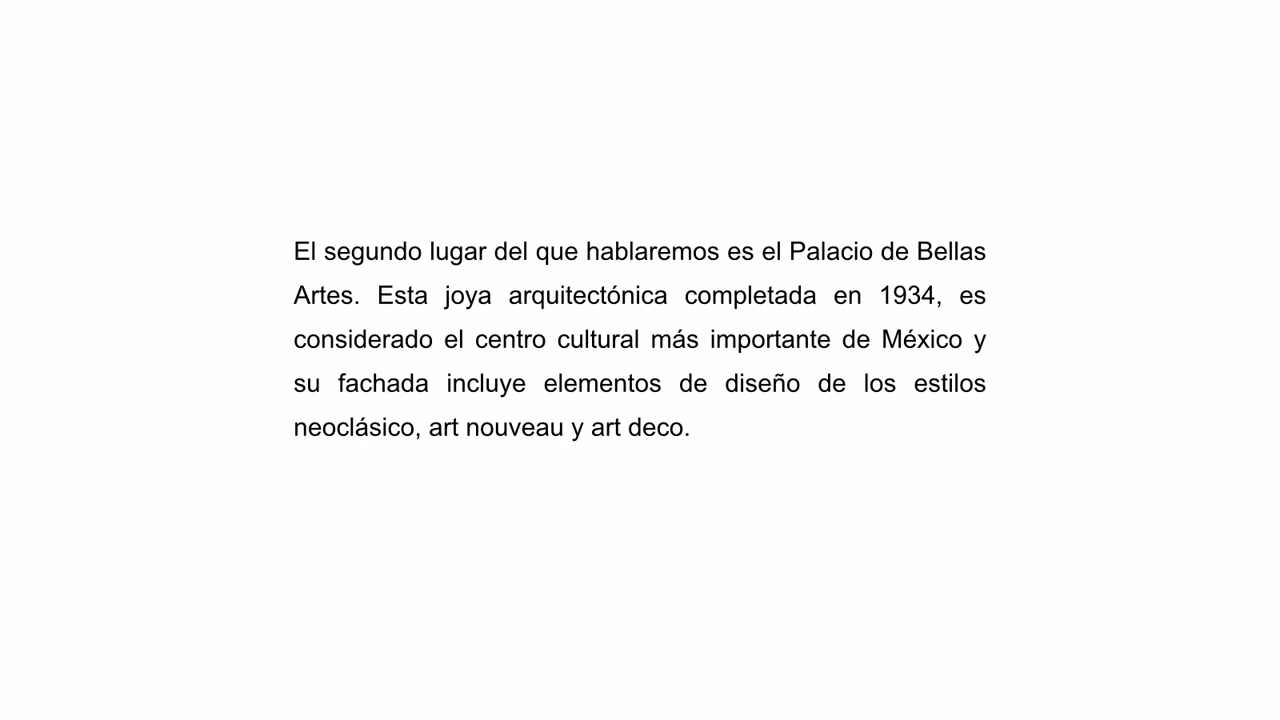 El segundo lugar del que hablaremos es el Palacio de Bellas
Artes. Esta joya arquitectónica completada en 1934, es
considerado el centro cultural más importante de México y
su fachada incluye elementos de diseño de los estilos
neoclásico, art nouveau y art deco.